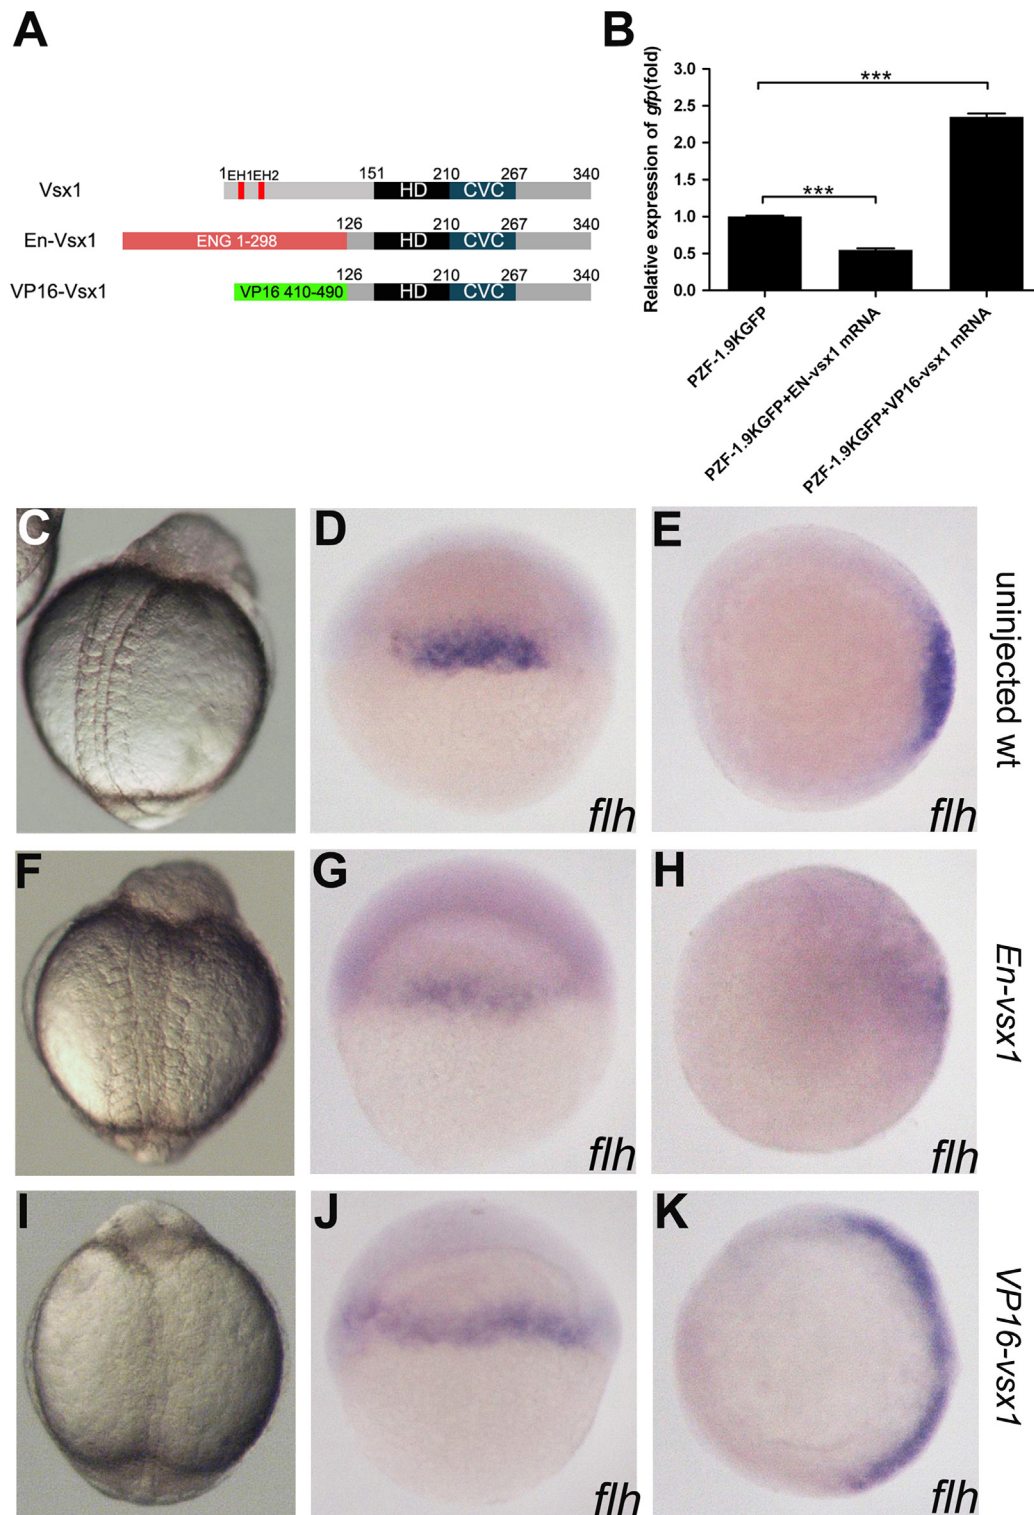 A
1 EH1EH2 151 210 267 340
Vsx1 HD CVC
126 210 267 340
En-Vsx1 ENG 1-298 HD CVC
126 210 267 340
VP16-Vsx1 VP16 410-490 HD CVC
B
Relative expression of gfp(fold)
3.0
2.5
2.0
1.5
1.0
0.5
0.0
***
***
PZF-1.9KGFP
PZF-1.9KGFP+EN-vsx1 mRNA
PZF-1.9KGFP+VP16-vsx1 mRNA
C
D
flh
E
flh
uninjected wt
F
G
flh
H
flh
En-vsx1
I
J
flh
K
flh
VP16-vsx1